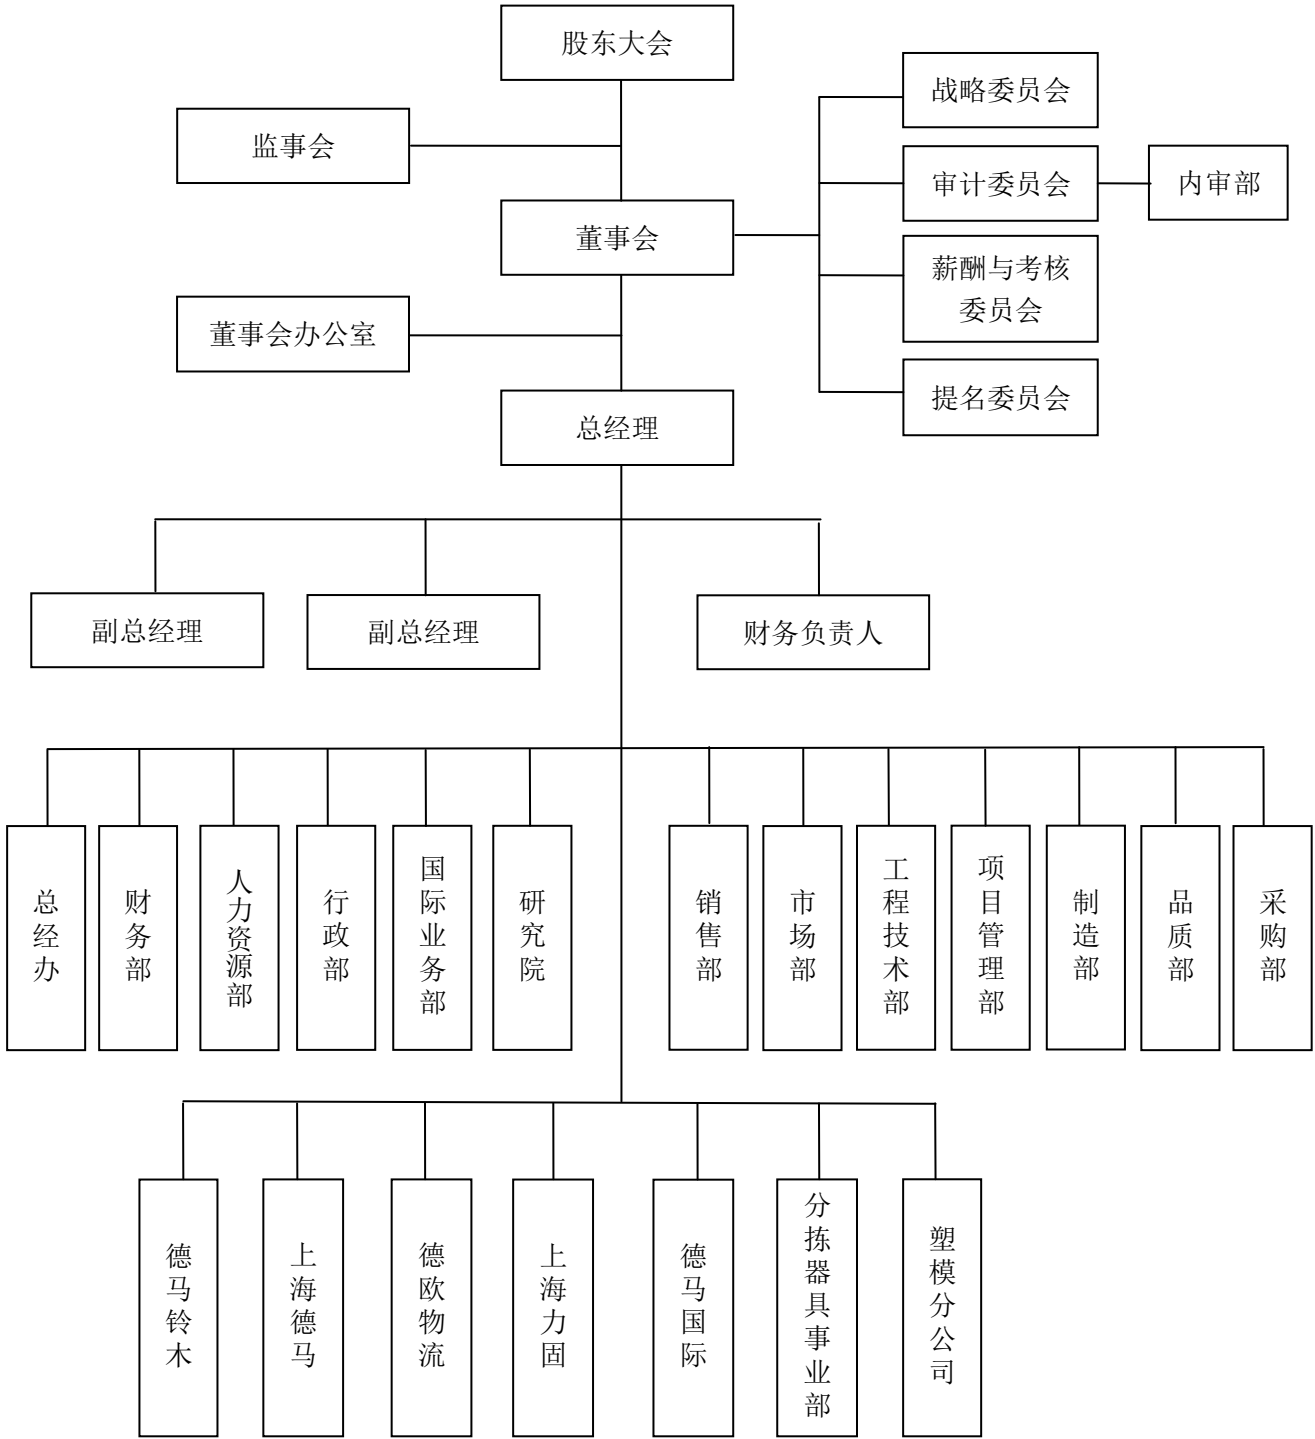 股东大会
战略委员会
监事会
审计委员会
内审部
董事会
薪酬与考核
委员会
董事会办公室
提名委员会
总经理
副总经理
副总经理
财务负责人
总经办
财务部
人力资源部
行政部
国际业务部
研究院
销售部
市场部
工程技术部
项目管理部
制造部
品质部
采购部
德马铃木
上海德马
德欧物流
上海力固
德马国际
分拣器具事业部
塑模分公司